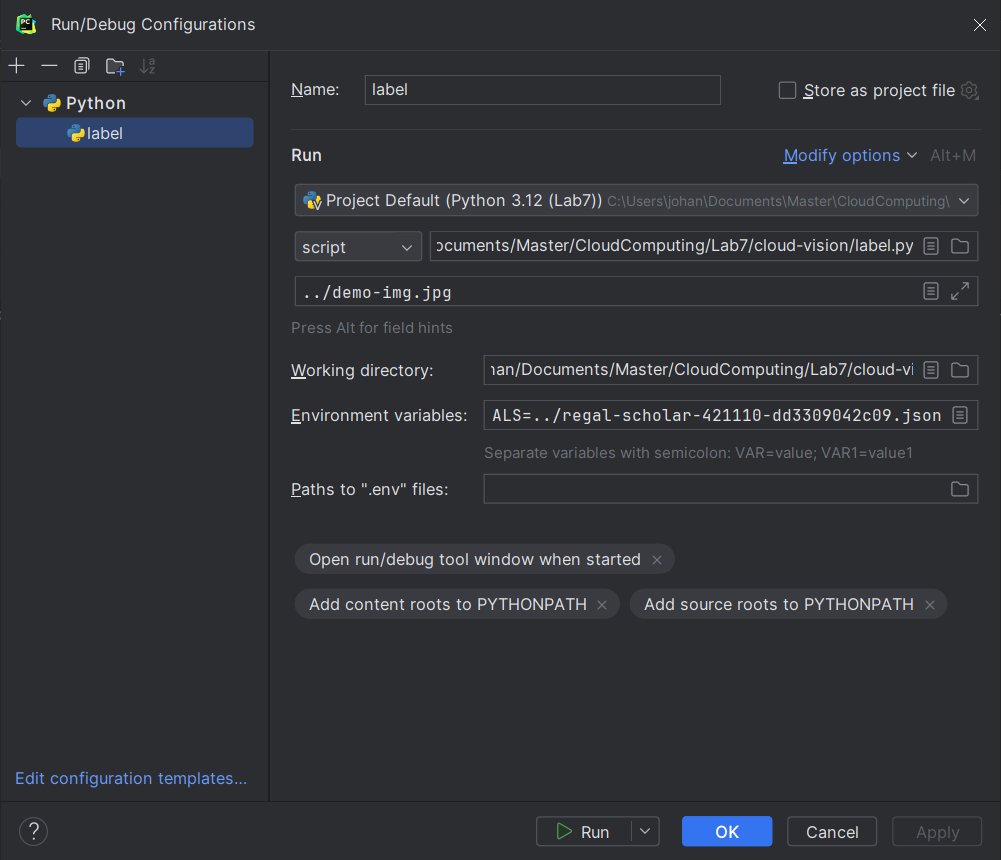 Run/Debug Configurations
Python
label
Name: label
Store as project file
Run
Modify options Alt+M
Project Default (Python 3.12 (Lab7)) C:\Users\johan\Documents\Master\CloudComputing\
script
ocuments/Master/CloudComputing/Lab7/cloud-vision/label.py
../demo-img.jpg
Press Alt for field hints
Working directory: nan/Documents/Master/CloudComputing/Lab7/cloud-vi
Environment variables: ALS=../regal-scholar-421110-dd3309042c09.json
Separate variables with semicolon: VAR=value; VAR1=value1
Paths to ".env" files:
Open run/debug tool window when started
Add content roots to PYTHONPATH
Add source roots to PYTHONPATH
Edit configuration templates...
? Run OK Cancel Apply